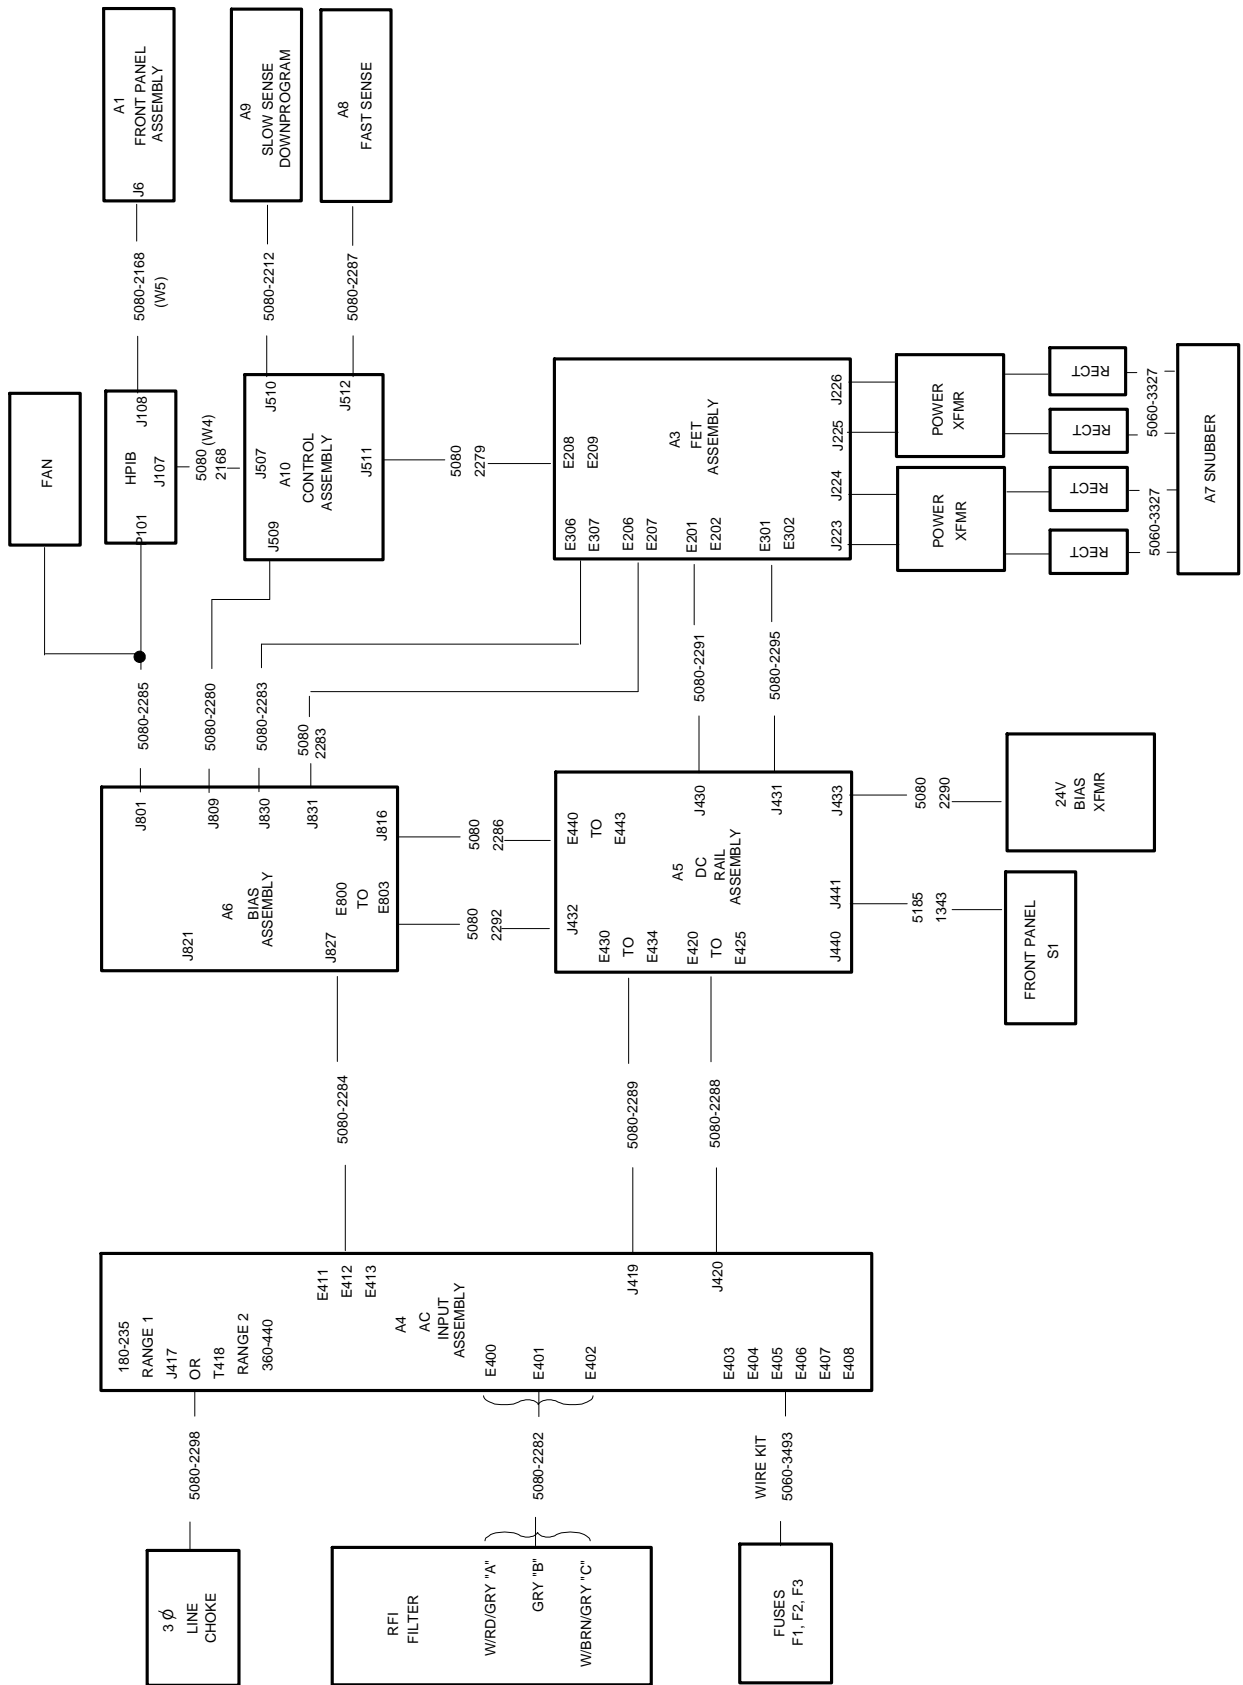 3 Ø
LINE
CHOKE
5080-2298
RFI
FILTER
W/RD/GRY "A"
GRY "B"
W/BRN/GRY "C"
5080-2282
FUSES
F1, F2, F3
WIRE KIT
5060-3493
180-235
RANGE 1
J417
OR
T418
RANGE 2
360-440
E411
E412
E413
A4
AC
INPUT
ASSEMBLY
E400
E401
E402
J419
J420
E403
E404
E405
E406
E407
E408
5080-2284
5080-2289
5080-2288
J821
A6
BIAS
ASSEMBLY
J827
E800
TO
E803
J801
J809
J830
J831
J816
5080
2292
5080
2286
J432
E440
TO
E443
E430
TO
E434
E420
TO
E425
A5
DC
RAIL
ASSEMBLY
J430
J431
J440
J441
J433
5185
1343
FRONT PANEL
S1
5080
2290
24V
BIAS
XFMR
5080-2285
5080-2280
5080-2283
5080
2283
5080-2291
5080-2295
FAN
P101
HPIB
J107
J108
5080 (W4)
2168
J509
J507
A10
CONTROL
ASSEMBLY
J510
J512
J511
5080
2279
E306
E307
E206
E207
E201
E202
E301
E302
E208
E209
A3
FET
ASSEMBLY
J223
J224
J225
J226
POWER
XFMR
POWER
XFMR
RECT
RECT
RECT
RECT
5060-3327
5060-3327
A7 SNUBBER
5080-2168
(W5)
5080-2212
5080-2287
J6
A1
FRONT PANEL
ASSEMBLY
A9
SLOW SENSE
DOWNPROGRAM
A8
FAST SENSE